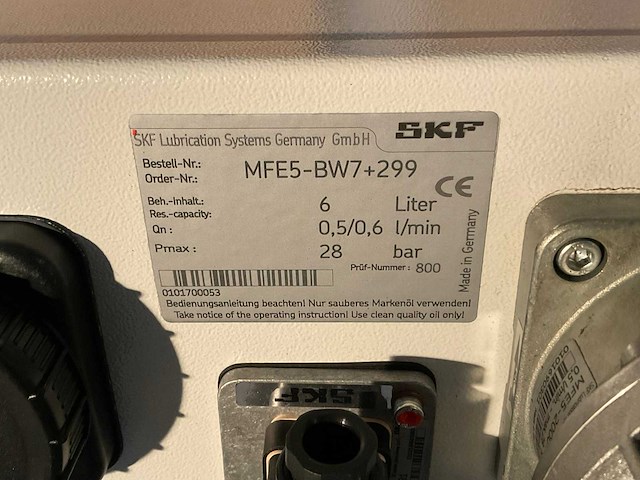 SKF Lubrication Systems Germany GmbH
SKF
Bestell-Nr.:
Order-Nr.: MFE5-BW7+299
CE
Beh.-Inhalt.: 6 Liter
Res.-capacity:
Qn : 0,5/0,6 l/min
Pmax : 28 bar
Prüf-Nummer : 800
Made in Germany
0101700053
Bedienungsanleitung beachten! Nur sauberes Markenöl verwenden!
Take notice of the operating instruction! Use clean quality oil only!
SKF